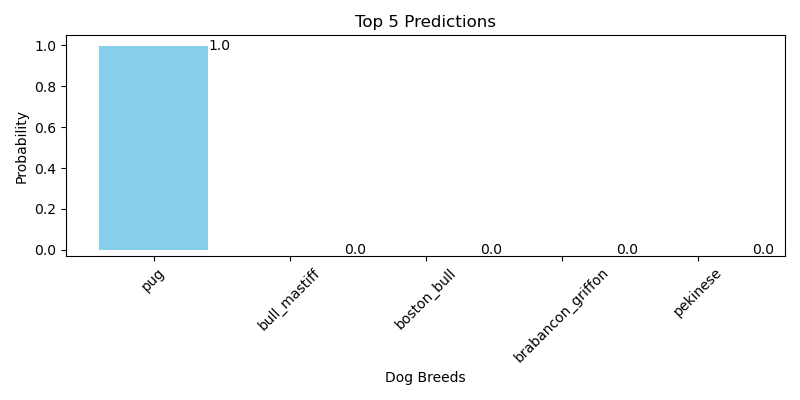 Top 5 Predictions
Probability
1.0
0.8
0.6
0.4
0.2
0.0
1.0
0.0
0.0
0.0
0.0
pug
bull_mastiff
boston_bull
brabancon_griffon
pekinese
Dog Breeds